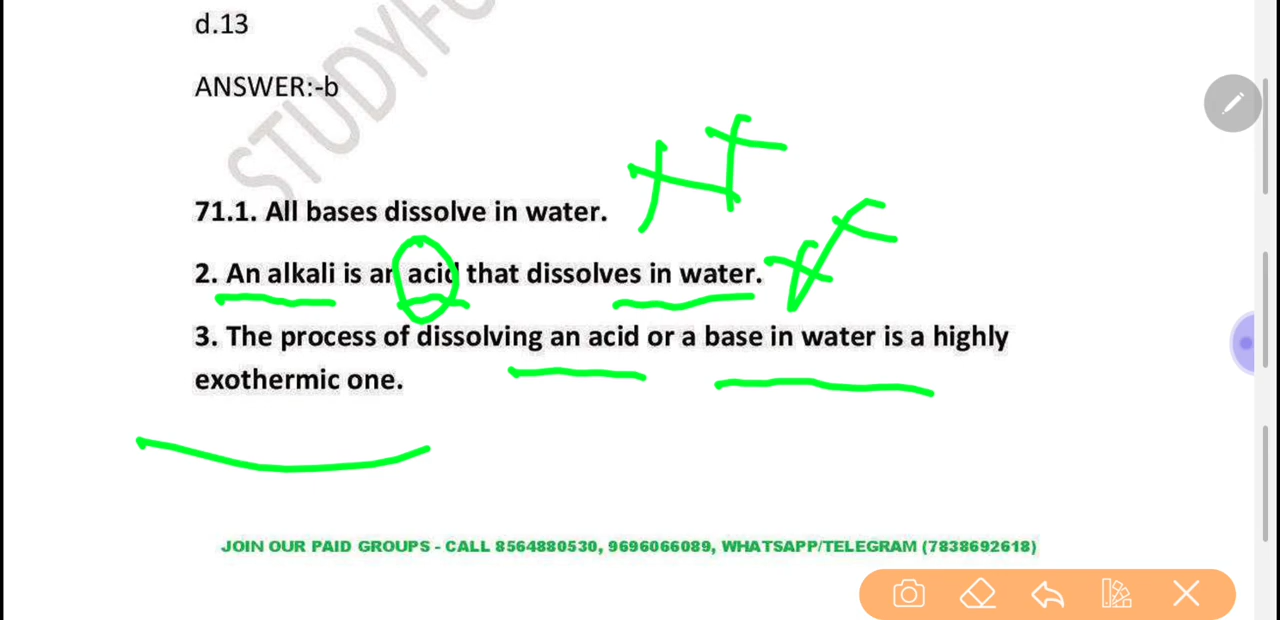 d.13
ANSWER:-b
STUDYFO
71.1. All bases dissolve in water.
2. An alkali is an acid that dissolves in water.
3. The process of dissolving an acid or a base in water is a highly
exothermic one.
JOIN OUR PAID GROUPS - CALL 8564880530, 9696066089, WHATSAPP/TELEGRAM (7838692618)